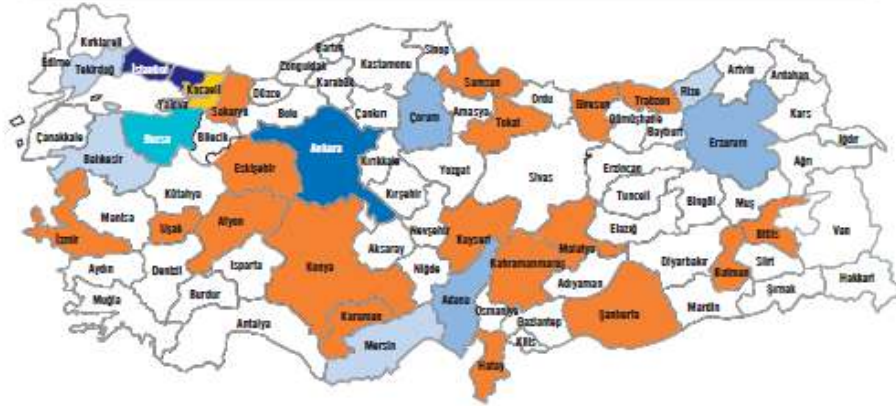 Kırklareli
Edirne
Tekirdağ
İstanbul
Kocaeli
Yalova
Sakarya
Düzce
Zonguldak
Bartın
Karabük
Kastamonu
Sinop
Samsun
Ordu
Giresun
Trabzon
Rize
Artvin
Ardahan
Çanakkale
Balıkesir
Bursa
Bilecik
Bolu
Çankırı
Çorum
Amasya
Tokat
Gümüşhane
Bayburt
Erzurum
Kars
Iğdır
Ağrı
Eskişehir
Ankara
Kırıkkale
Yozgat
Sivas
Erzincan
Tunceli
Bingöl
Muş
Kütahya
Manisa
İzmir
Uşak
Afyon
Kırşehir
Nevşehir
Kayseri
Malatya
Elazığ
Bitlis
Van
Aydın
Denizli
Isparta
Konya
Aksaray
Niğde
Kahramanmaraş
Adıyaman
Diyarbakır
Batman
Siirt
Hakkari
Şırnak
Mardin
Muğla
Burdur
Antalya
Karaman
Mersin
Adana
Osmaniye
Gaziantep
Kilis
Şanlıurfa
Hatay